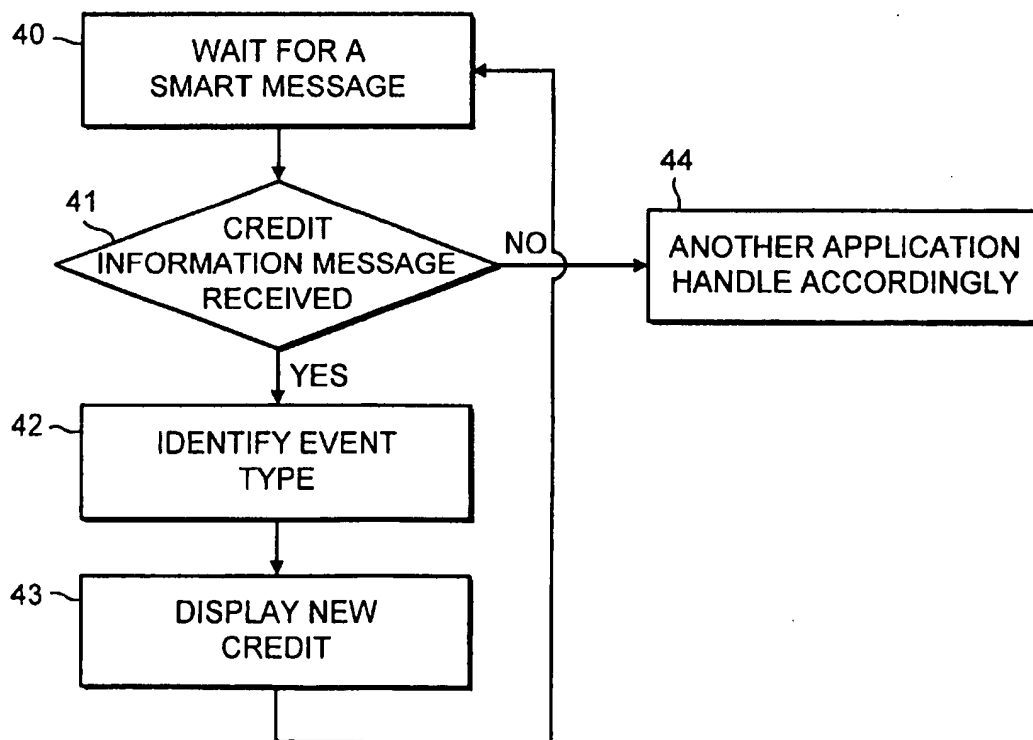 40
WAIT FOR A
SMART MESSAGE
41
CREDIT
INFORMATION MESSAGE
RECEIVED
NO
44
ANOTHER APPLICATION
HANDLE ACCORDINGLY
YES
42
IDENTIFY EVENT
TYPE
43
DISPLAY NEW
CREDIT